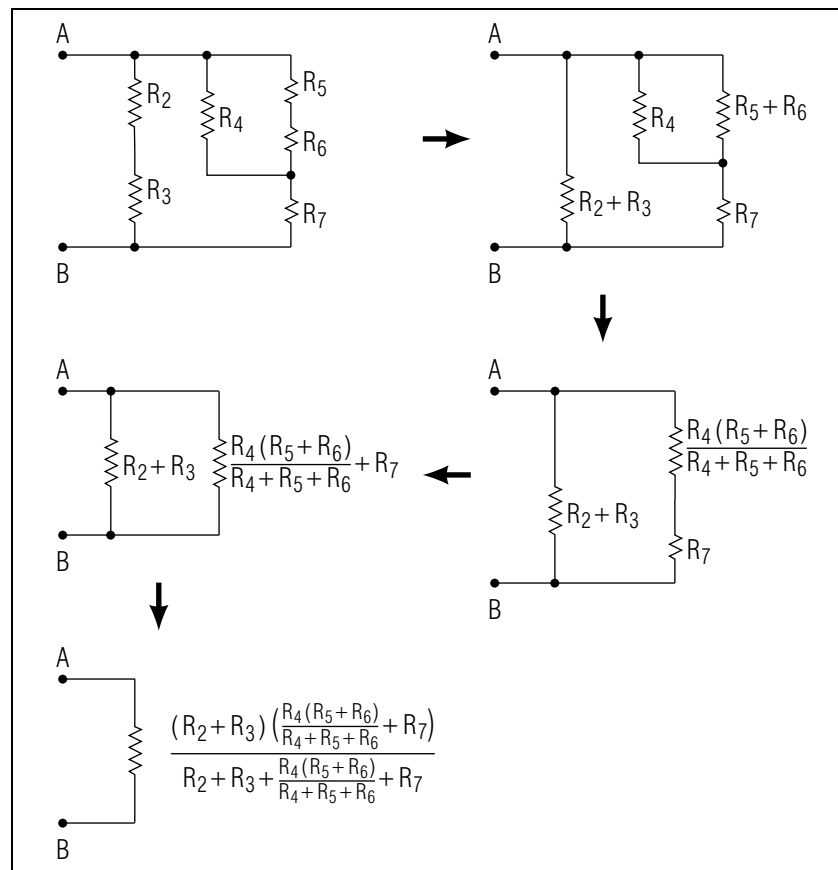 A
R2
R3
R4
R5
R6
R7
B
A
R4
R5+R6
R2+R3
R7
B
A
R2+R3
R4(R5+R6)
R4+R5+R6
R7
B
A
R2+R3
R4(R5+R6)
R4+R5+R6
+R7
B
A
(R2+R3)(R4(R5+R6)/R4+R5+R6+R7)
R2+R3+R4(R5+R6)/R4+R5+R6+R7
B